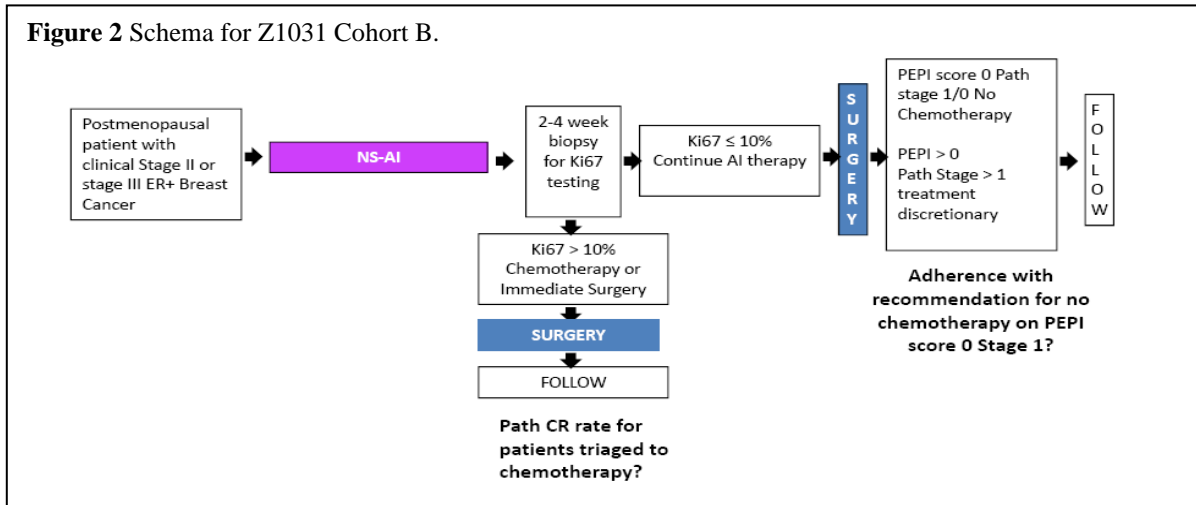 Figure 2 Schema for Z1031 Cohort B.
Postmenopausal
patient with
clinical Stage II or
stage III ER+ Breast
Cancer
NS-AI
2-4 week
biopsy
for Ki67
testing
Ki67 ≤ 10%
Continue AI therapy
SURGERY
PEPI score 0 Path
stage 1/0 No
Chemotherapy
PEPI > 0
Path Stage > 1
treatment
discretionary
FOLLOW
Ki67 > 10%
Chemotherapy or
Immediate Surgery
SURGERY
FOLLOW
Path CR rate for
patients triaged to
chemotherapy?
Adherence with
recommendation for no
chemotherapy on PEPI
score 0 Stage 1?